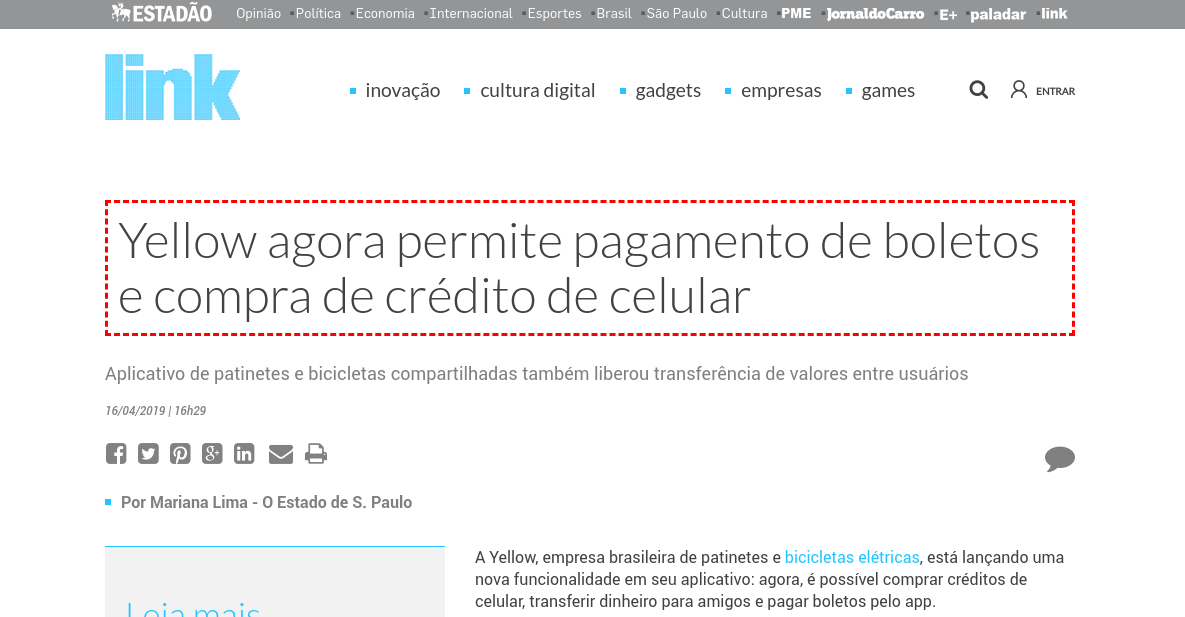 ESTADÃO Opinião Política Economia Internacional Esportes Brasil São Paulo Cultura PME JornaldoCarro E+ paladar link
link inovação cultura digital gadgets empresas games ENTRAR
Yellow agora permite pagamento de boletos
e compra de crédito de celular
Aplicativo de patinetes e bicicletas compartilhadas também liberou transferência de valores entre usuários
16/04/2019 | 16h29
Por Mariana Lima - O Estado de S. Paulo
Leia mais
A Yellow, empresa brasileira de patinetes e bicicletas elétricas, está lançando uma
nova funcionalidade em seu aplicativo: agora, é possível comprar créditos de
celular, transferir dinheiro para amigos e pagar boletos pelo app.